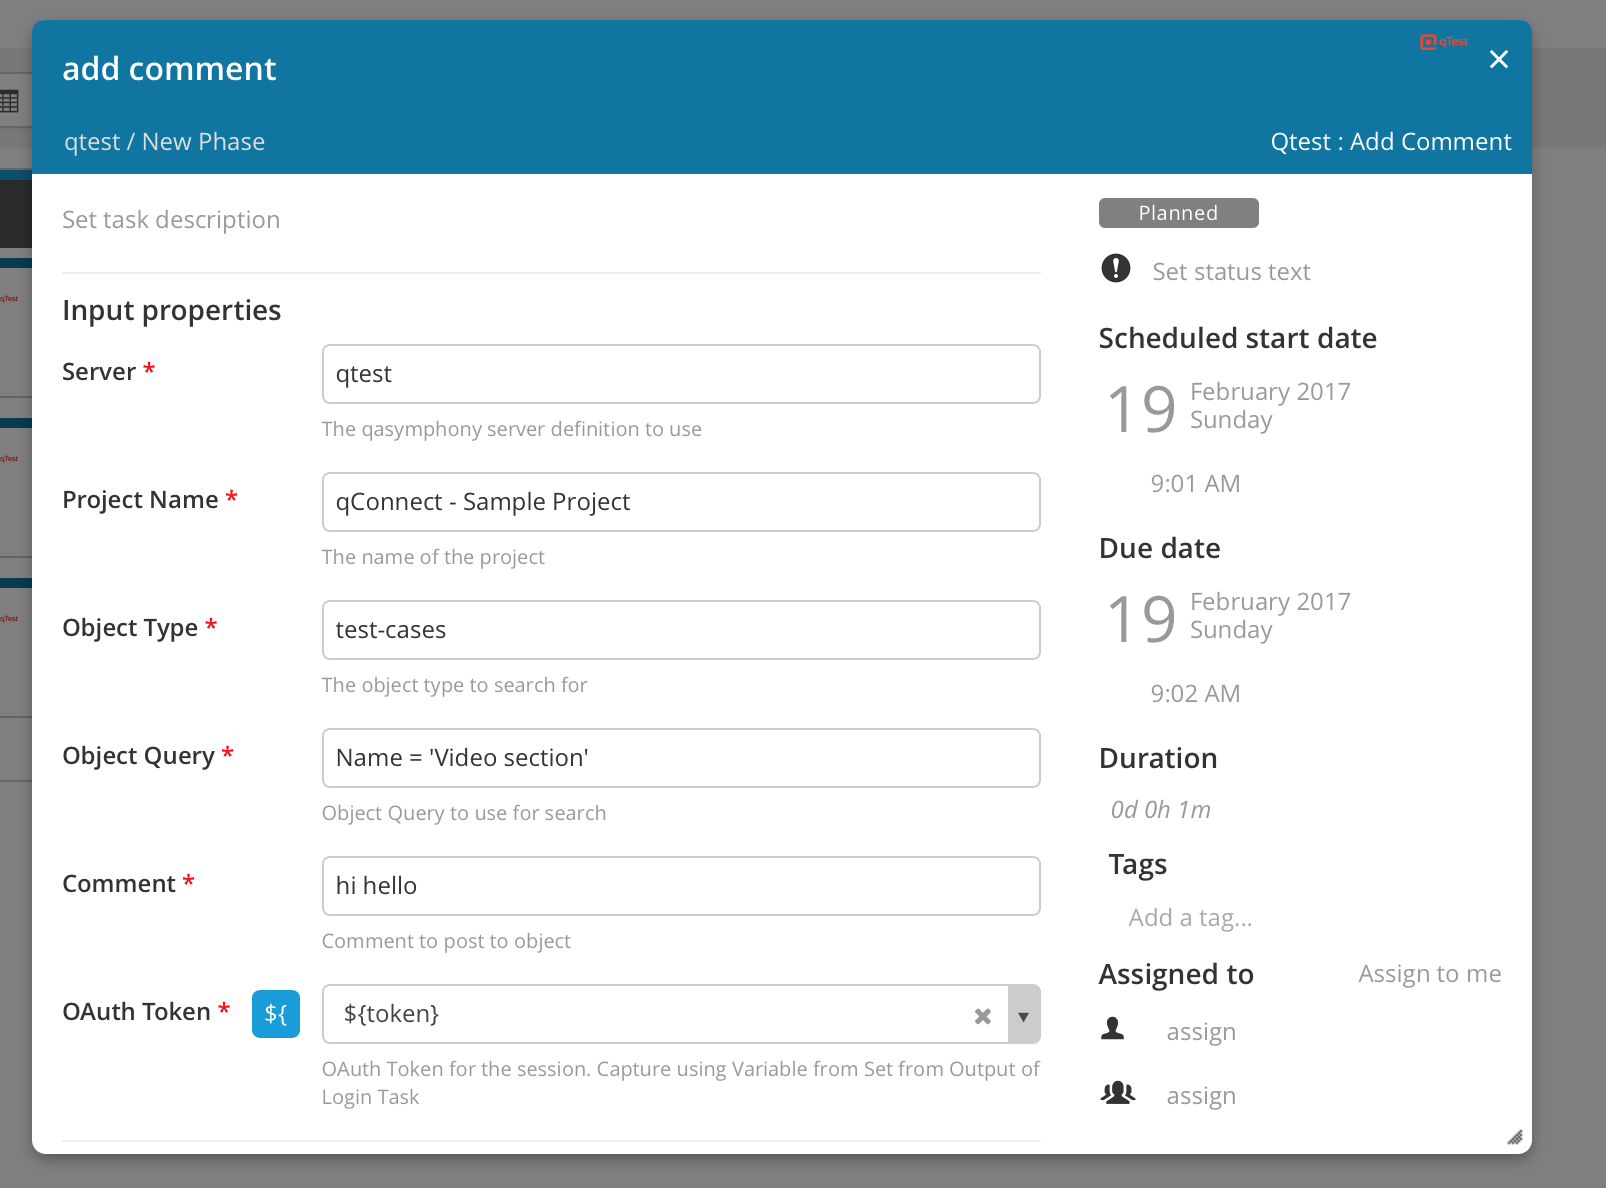 qTest
add comment
qtest / New Phase
Qtest : Add Comment
Set task description
Input properties
Server *
qtest
The qasymphony server definition to use
Project Name *
qConnect - Sample Project
The name of the project
Object Type *
test-cases
The object type to search for
Object Query *
Name = 'Video section'
Object Query to use for search
Comment *
hi hello
Comment to post to object
OAuth Token *
${
${token}
OAuth Token for the session. Capture using Variable from Set from Output of
Login Task
Planned
Set status text
Scheduled start date
19
February 2017
Sunday
9:01 AM
Due date
19
February 2017
Sunday
9:02 AM
Duration
0d 0h 1m
Tags
Add a tag...
Assigned to
Assign to me
assign
assign
qTest
qTest
qTest